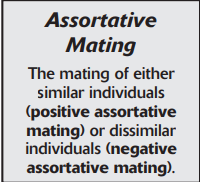 Assortative
Mating
The mating of either
similar individuals
(positive assortative
mating) or dissimilar
individuals (negative
assortative mating).